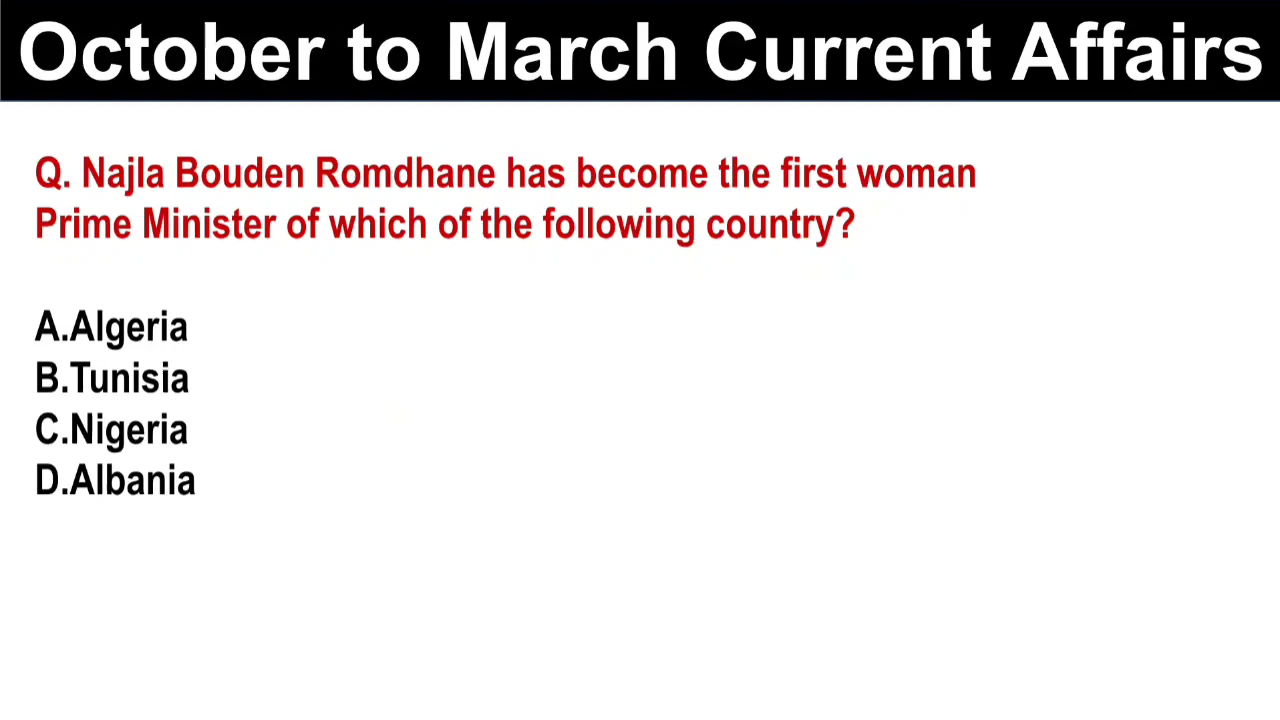 October to March Current Affairs
Q. Najla Bouden Romdhane has become the first woman
Prime Minister of which of the following country?
A.Algeria
B.Tunisia
C.Nigeria
D.Albania